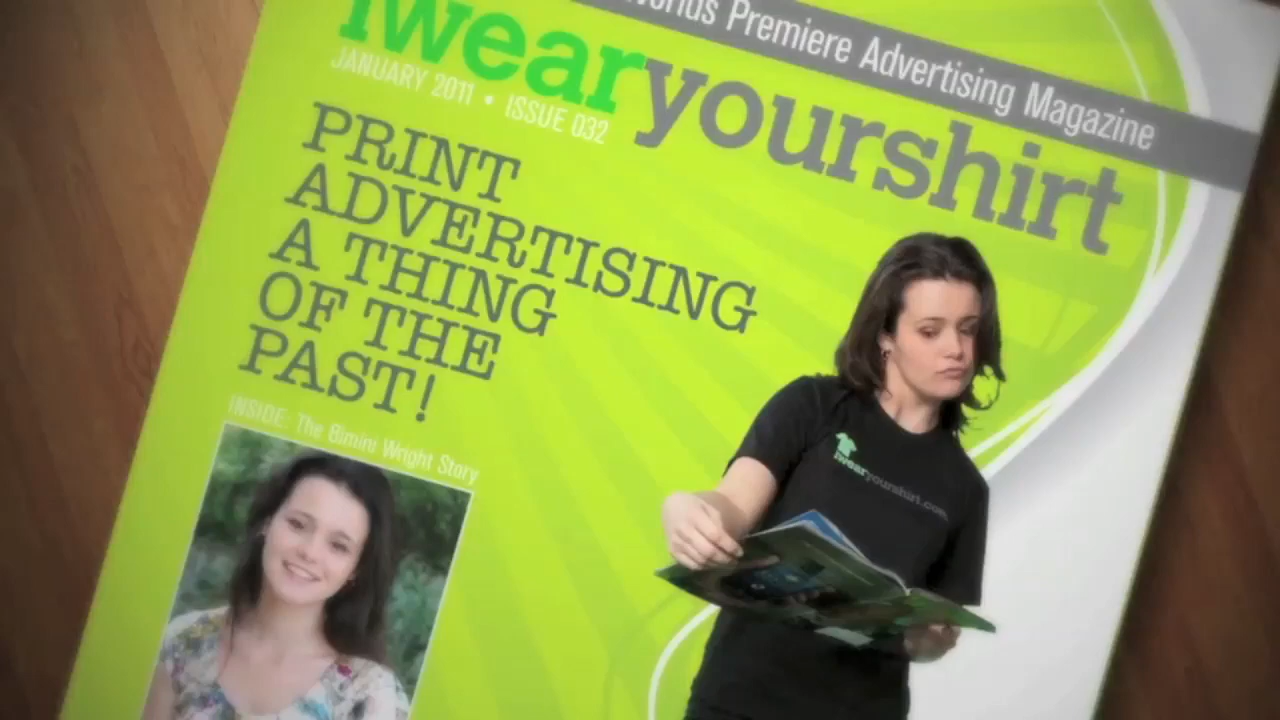 Worlds Premiere Advertising Magazine
iwearyourshirt
JANUARY 2011 • ISSUE 032
PRINT
ADVERTISING
A THING
OF THE
PAST!
INSIDE: The Bimini Wright Story
iwearyourshirt.com